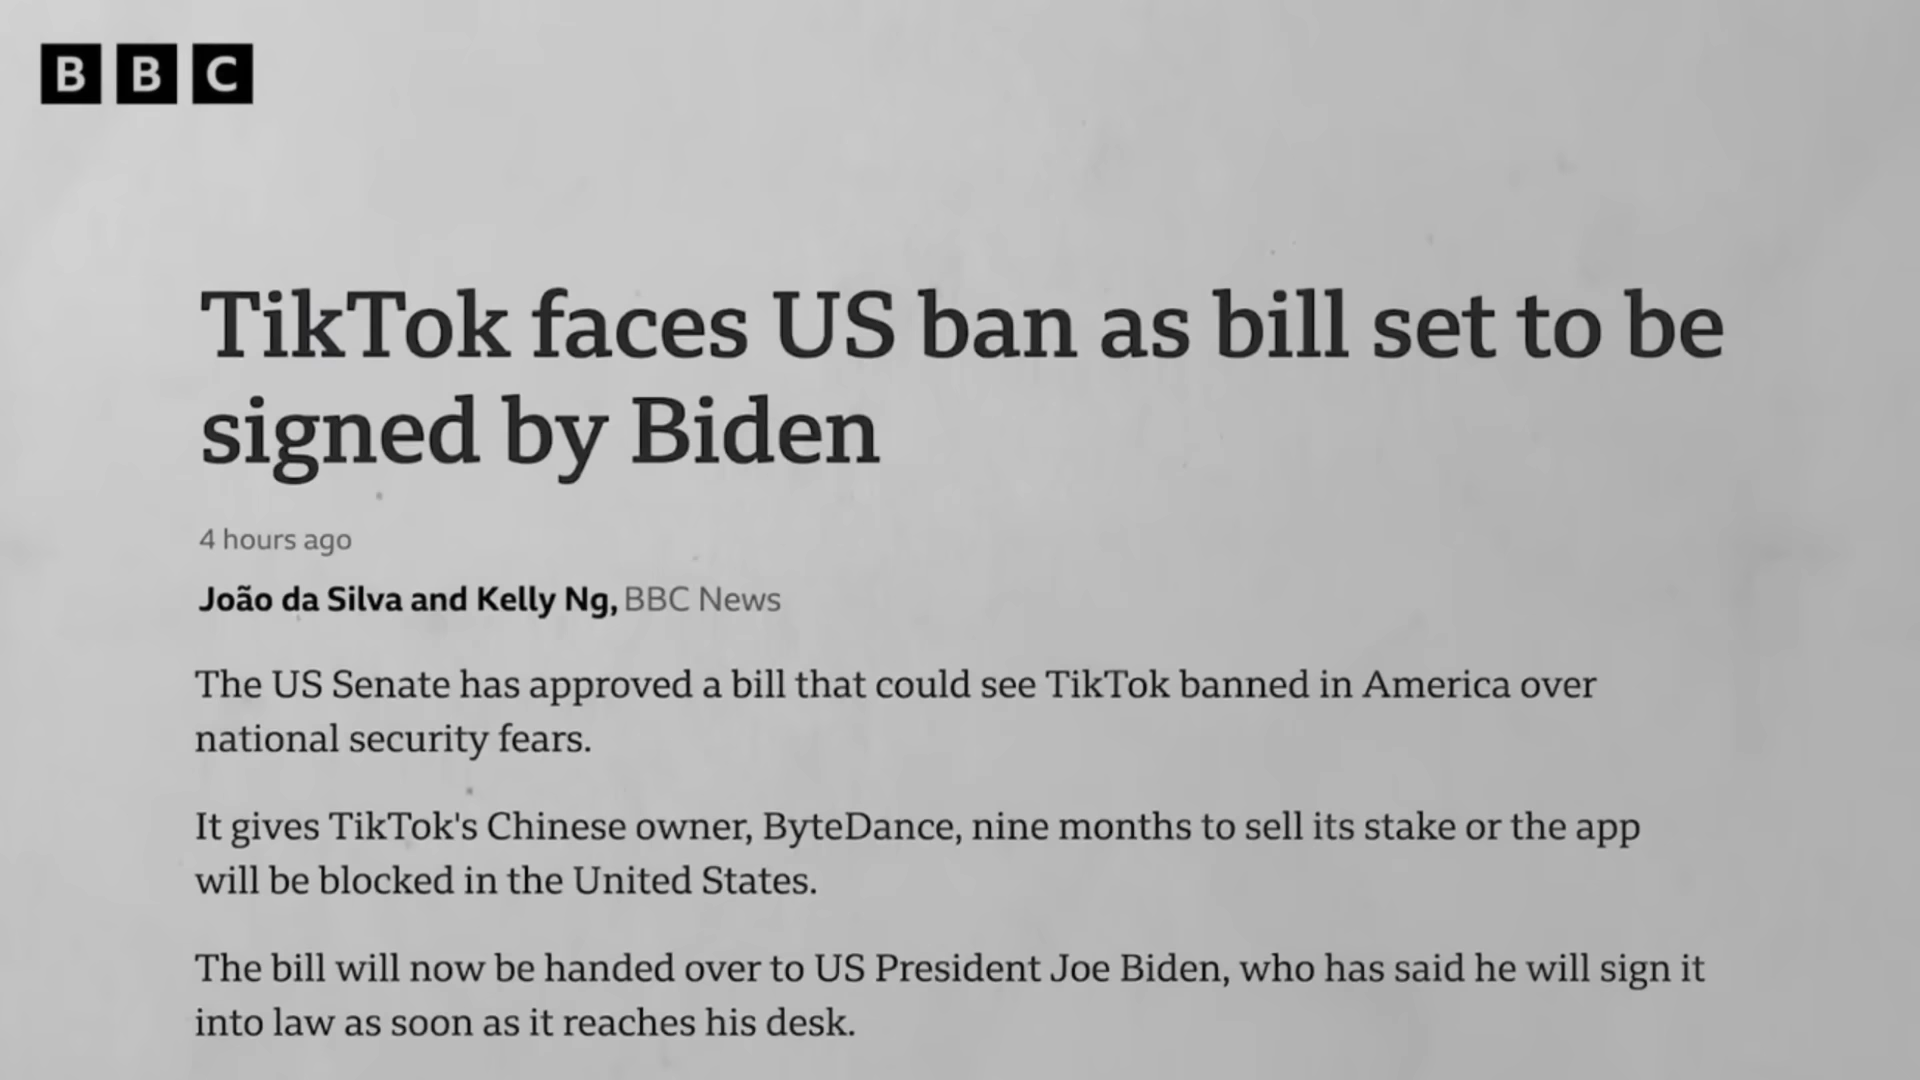 BBC
TikTok faces US ban as bill set to be
signed by Biden
4 hours ago
João da Silva and Kelly Ng, BBC News
The US Senate has approved a bill that could see TikTok banned in America over
national security fears.
It gives TikTok's Chinese owner, ByteDance, nine months to sell its stake or the app
will be blocked in the United States.
The bill will now be handed over to US President Joe Biden, who has said he will sign it
into law as soon as it reaches his desk.